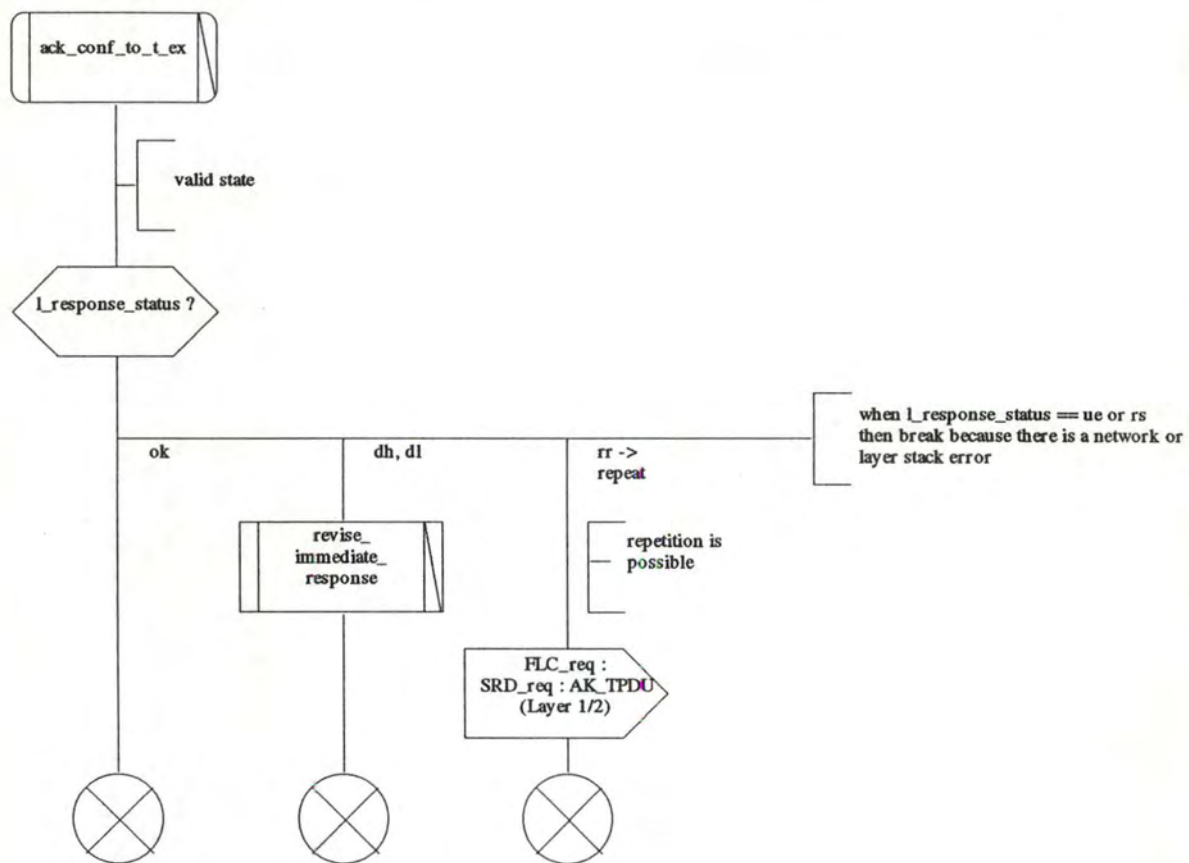 ack_conf_to_t_ex
valid state
l_response_status ?
when l_response_status == ue or rs
then break because there is a network or
layer stack error
ok
dh, dl
rr ->
repeat
revise_
immediate_
response
repetition is
possible
FLC_req :
SRD_req : AK_TPDU
(Layer 1/2)